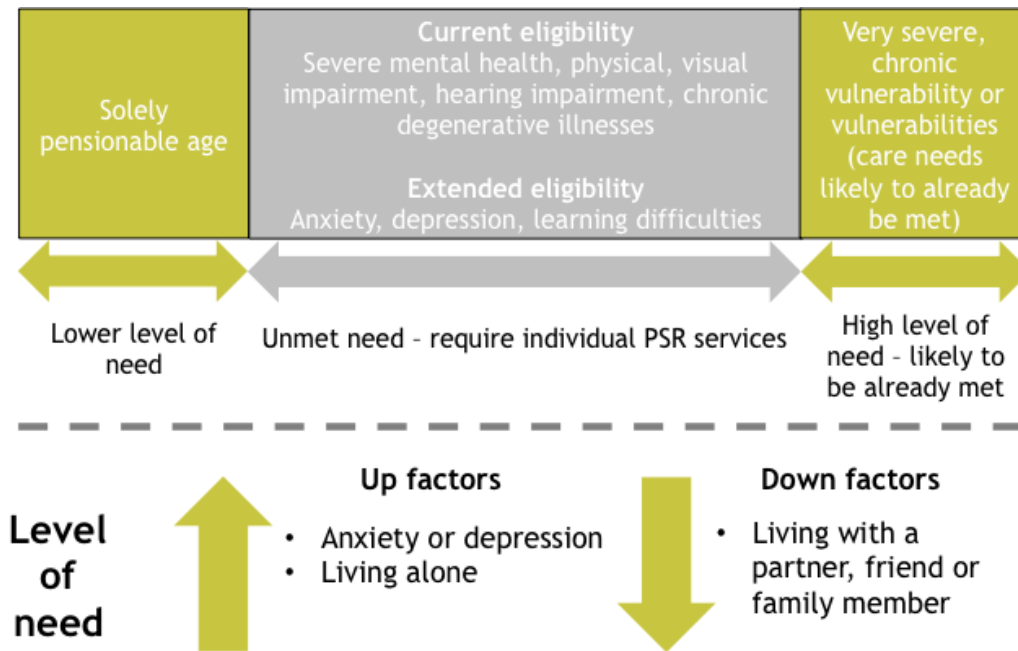 Solely
pensionable age
Current eligibility
Severe mental health, physical, visual
impairment, hearing impairment, chronic
degenerative illnesses
Extended eligibility
Anxiety, depression, learning difficulties
Very severe,
chronic
vulnerability or
vulnerabilities
(care needs
likely to already
be met)
Lower level of
need
Unmet need – require individual PSR services
High level of
need – likely to
be already met
Level
of
need
Up factors
• Anxiety or depression
• Living alone
Down factors
• Living with a
partner, friend or
family member